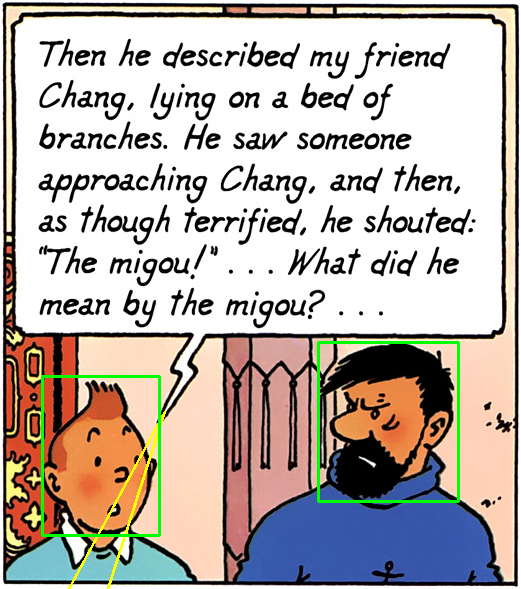 Then he described my friend
Chang, lying on a bed of
branches. He saw someone
approaching Chang, and then,
as though terrified, he shouted:
"The migou!" . . . What did he
mean by the migou? . . .